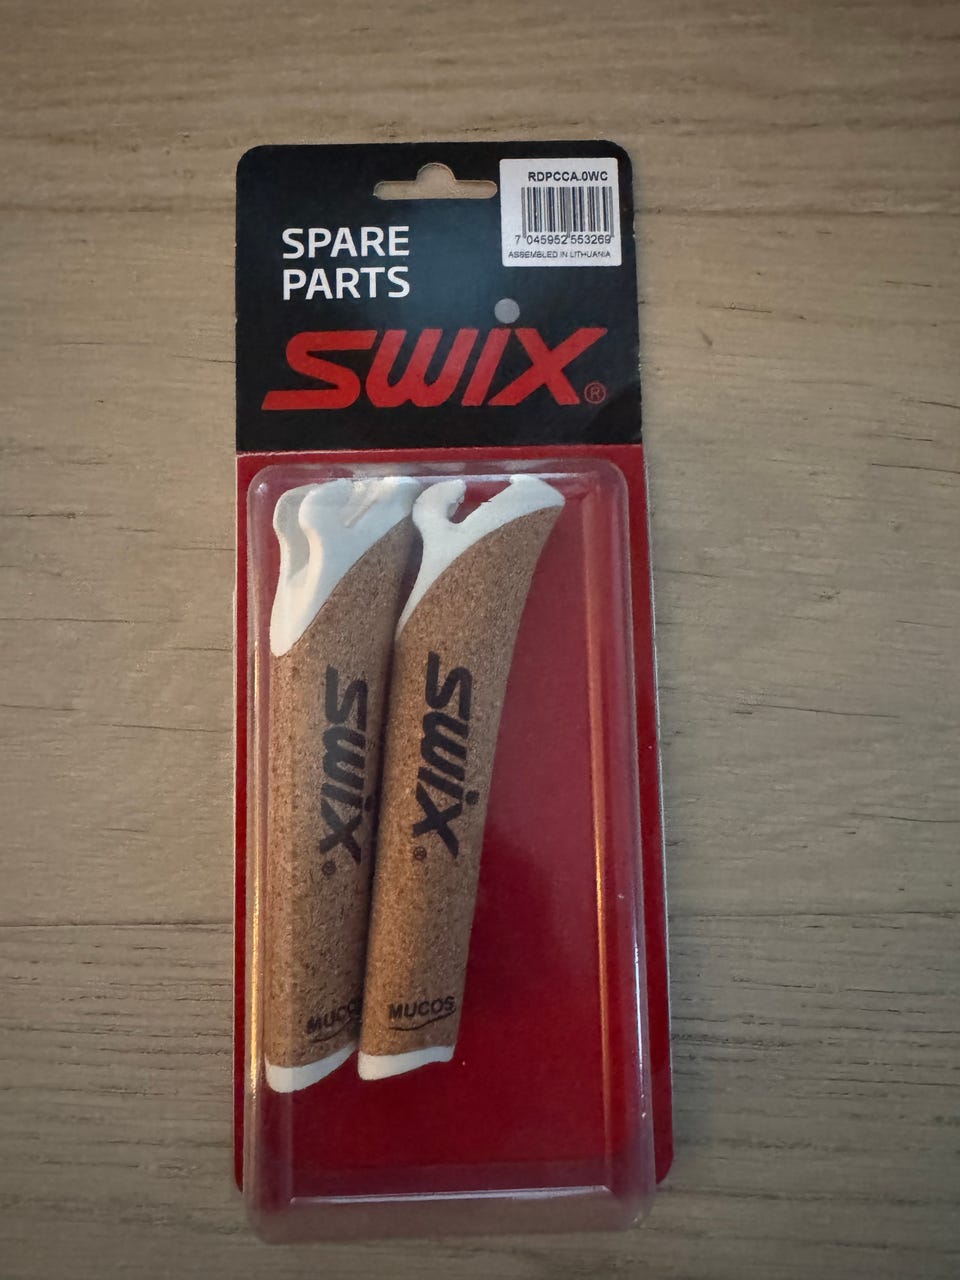 RDPCCA.0WC
7 045952 553269
ASSEMBLED IN LITHUANIA
SPARE
PARTS
SWIX®
SWIX®
MUCOS
SWIX®
MUCOS